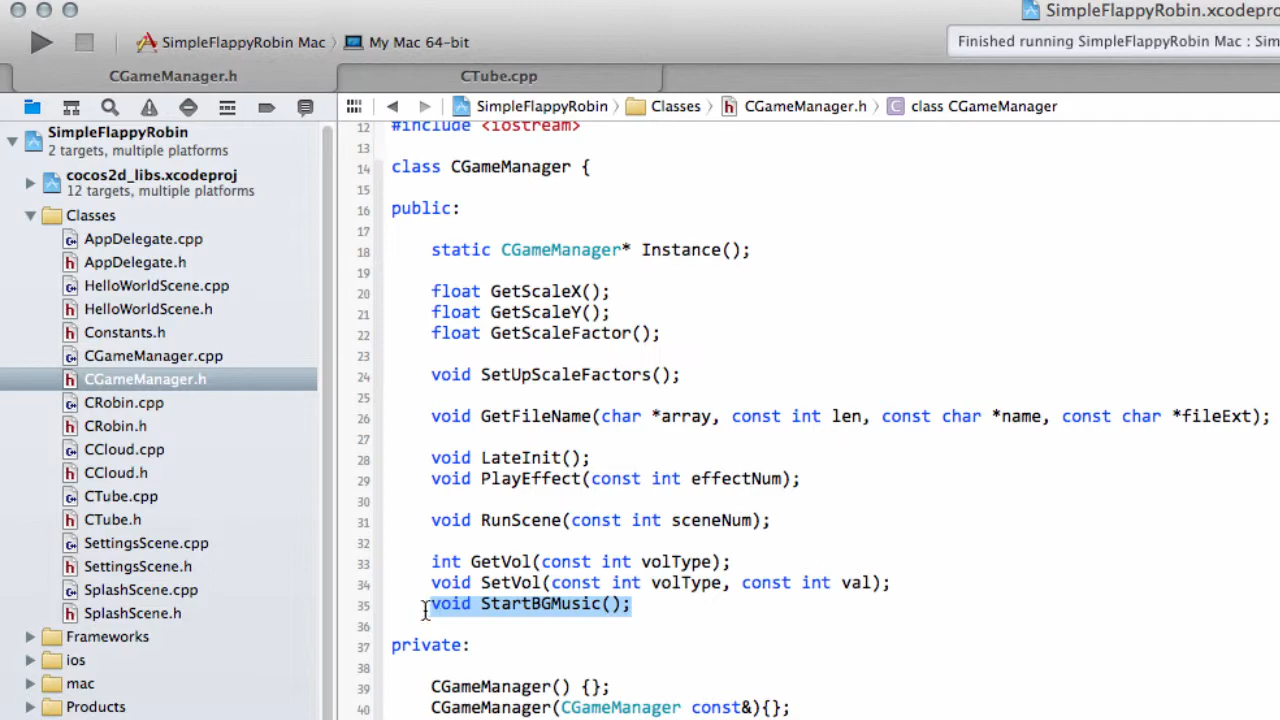 SimpleFlappyRobin.xcodeproj
SimpleFlappyRobin Mac
My Mac 64-bit
Finished running SimpleFlappyRobin Mac : Sim
CGameManager.h
CTube.cpp
SimpleFlappyRobin
Classes
CGameManager.h
class CGameManager
SimpleFlappyRobin
2 targets, multiple platforms
cocos2d_libs.xcodeproj
12 targets, multiple platforms
Classes
AppDelegate.cpp
AppDelegate.h
HelloWorldScene.cpp
HelloWorldScene.h
Constants.h
CGameManager.cpp
CGameManager.h
CRobin.cpp
CRobin.h
CCloud.cpp
CCloud.h
CTube.cpp
CTube.h
SettingsScene.cpp
SettingsScene.h
SplashScene.cpp
SplashScene.h
Frameworks
ios
mac
Products
12 #include <iostream>
13
14 class CGameManager {
15
16 public:
17
18 static CGameManager* Instance();
19
20 float GetScaleX();
21 float GetScaleY();
22 float GetScaleFactor();
23
24 void SetUpScaleFactors();
25
26 void GetFileName(char *array, const int len, const char *name, const char *fileExt);
27
28 void LateInit();
29 void PlayEffect(const int effectNum);
30
31 void RunScene(const int sceneNum);
32
33 int GetVol(const int volType);
34 void SetVol(const int volType, const int val);
35 void StartBGMusic();
36
37 private:
38
39 CGameManager() {};
40 CGameManager(CGameManager const&){};